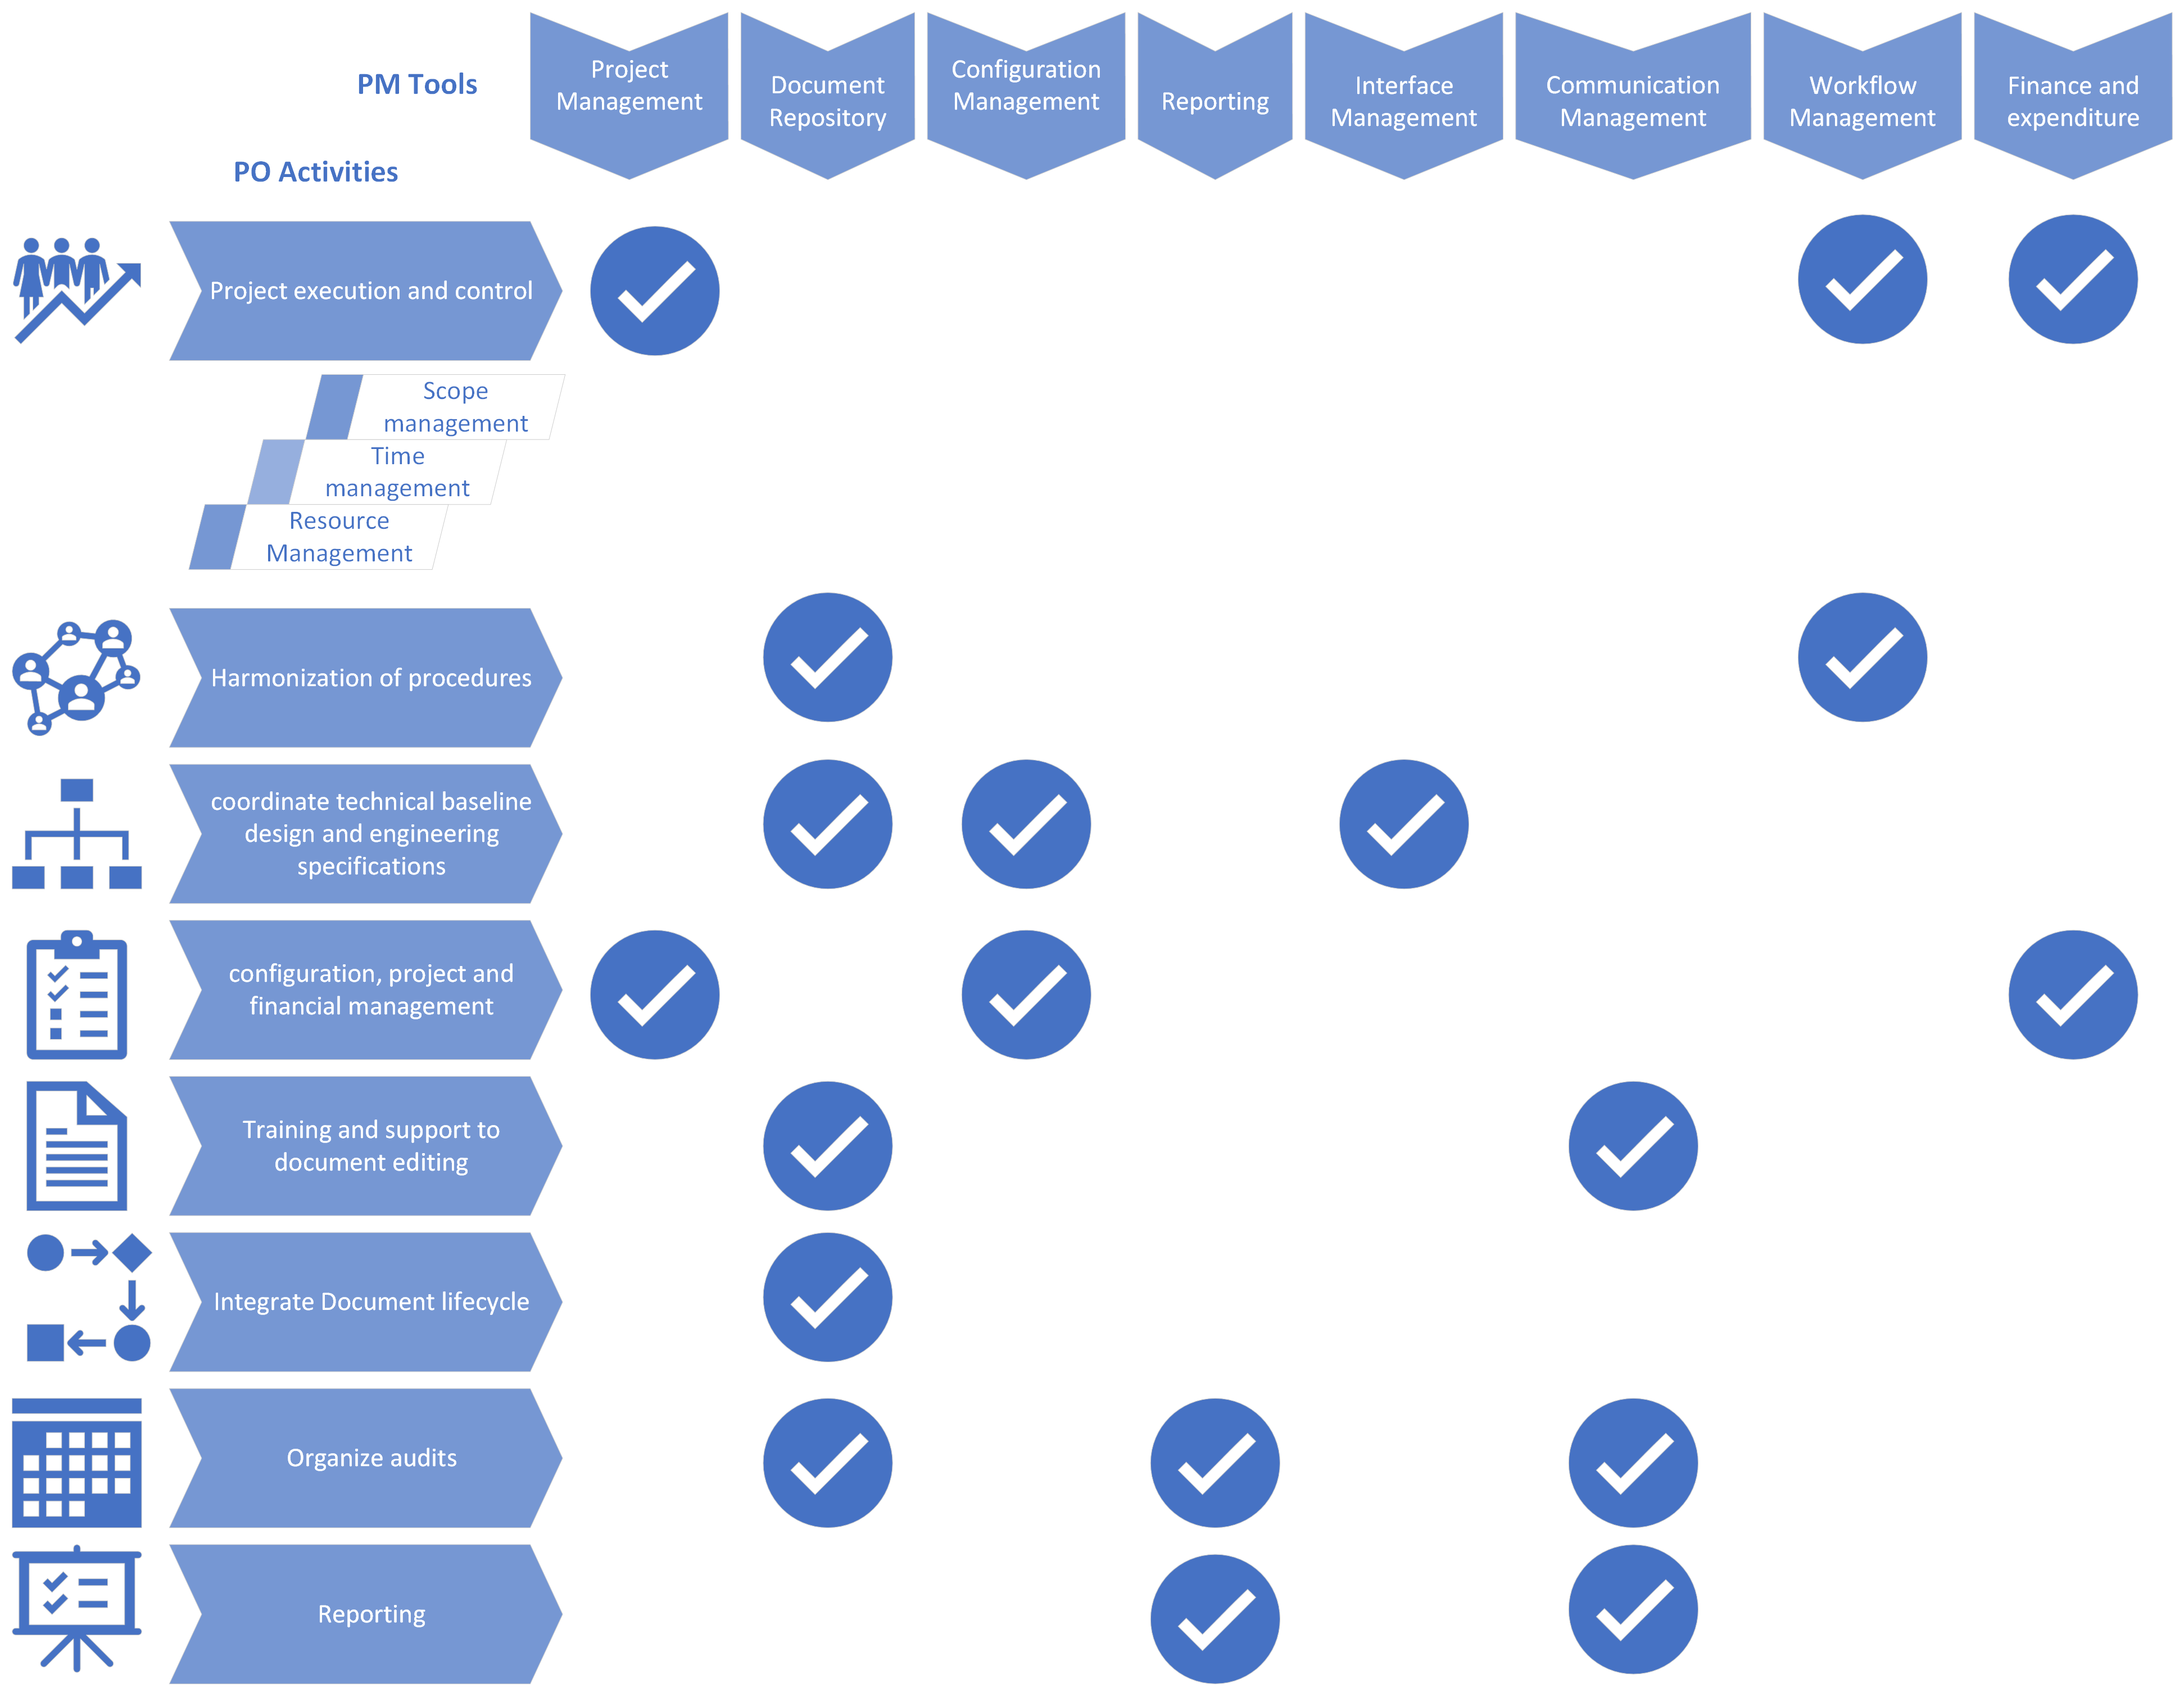 PM Tools
PO Activities
Project
Management
Document
Repository
Configuration
Management
Reporting
Interface
Management
Communication
Management
Workflow
Management
Finance and
expenditure
Project execution and control
Scope
management
Time
management
Resource
Management
Harmonization of procedures
coordinate technical baseline
design and engineering
specifications
configuration, project and
financial management
Training and support to
document editing
Integrate Document lifecycle
Organize audits
Reporting